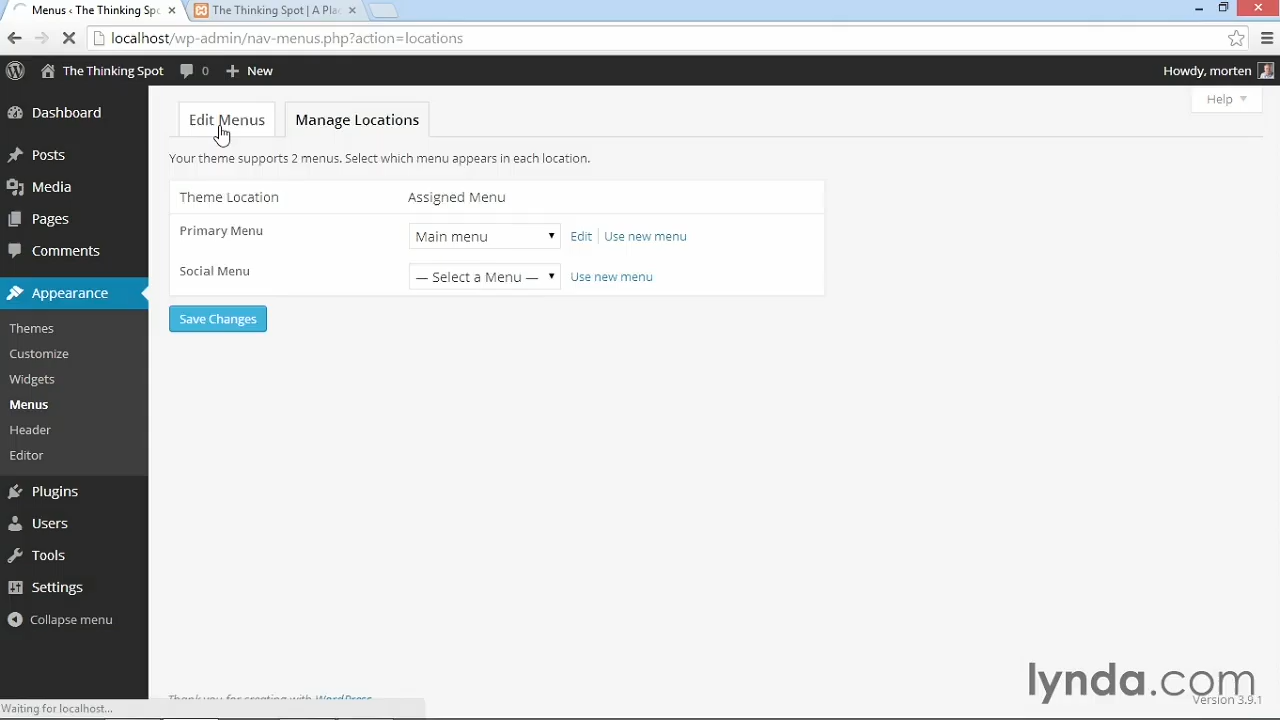 Menus ‹ The Thinking Spo
The Thinking Spot | A Pla
localhost/wp-admin/nav-menus.php?action=locations
The Thinking Spot 0 New Howdy, morten
Help
Dashboard
Posts
Media
Pages
Comments
Appearance
Themes
Customize
Widgets
Menus
Header
Editor
Plugins
Users
Tools
Settings
Collapse menu
Edit Menus Manage Locations
Your theme supports 2 menus. Select which menu appears in each location.
Theme Location Assigned Menu
Primary Menu Main menu Edit Use new menu
Social Menu — Select a Menu — Use new menu
Save Changes
Thank you for creating with WordPress
lynda.com
Version 3.9.1
Waiting for localhost...